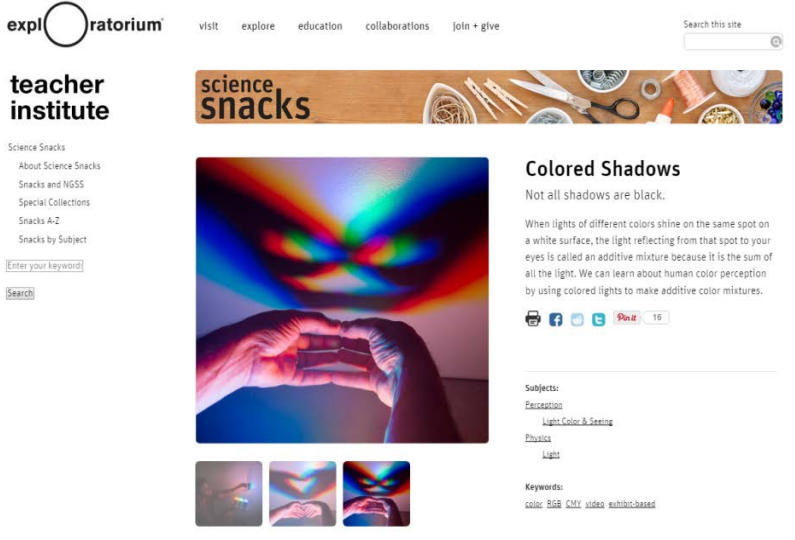 exploratorium
visit explore education collaborations join + give
Search this site
teacher
institute
science
snacks
Science Snacks
About Science Snacks
Snacks and NGSS
Special Collections
Snacks A-Z
Snacks by Subject
Enter your keywords
Search
Colored Shadows
Not all shadows are black.
When lights of different colors shine on the same spot on
a white surface, the light reflecting from that spot to your
eyes is called an additive mixture because it is the sum of
all the light. We can learn about human color perception
by using colored lights to make additive color mixtures.
Pin it 16
Subjects:
Perception
Light Color & Seeing
Physics
Light
Keywords:
color RGB CMY video exhibit-based